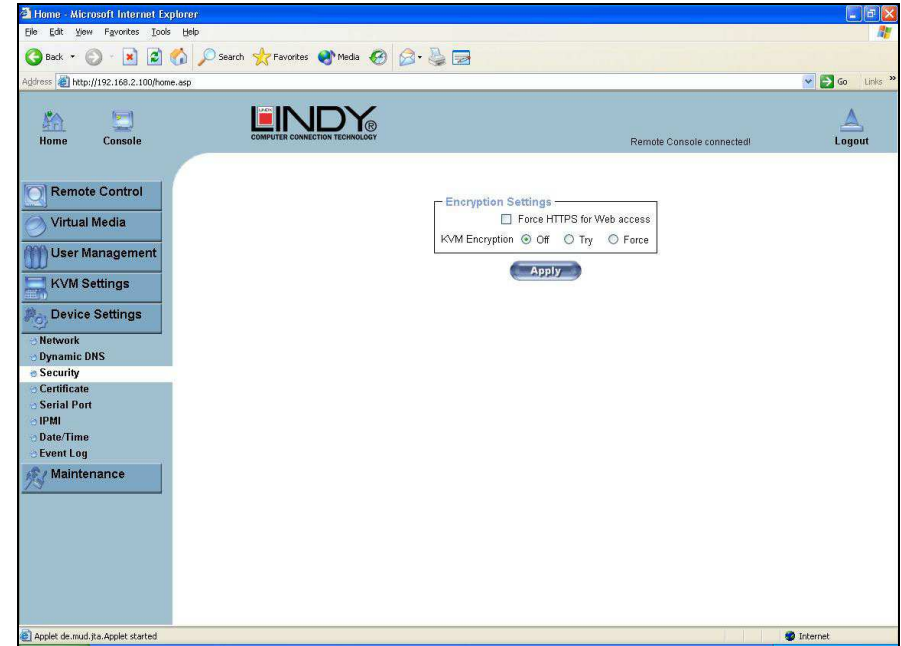 Home - Microsoft Internet Explorer
File Edit View Favorites Tools Help
Back Search Favorites Media
Address http://192.168.2.100/home.asp Go Links »
Home Console
LINDY®
COMPUTER CONNECTION TECHNOLOGY
Remote Console connected!
Logout
Remote Control
Virtual Media
User Management
KVM Settings
Device Settings
Network
Dynamic DNS
Security
Certificate
Serial Port
IPMI
Date/Time
Event Log
Maintenance
Encryption Settings
Force HTTPS for Web access
KVM Encryption Off Try Force
Apply
Applet de.mud.jta.Applet started Internet